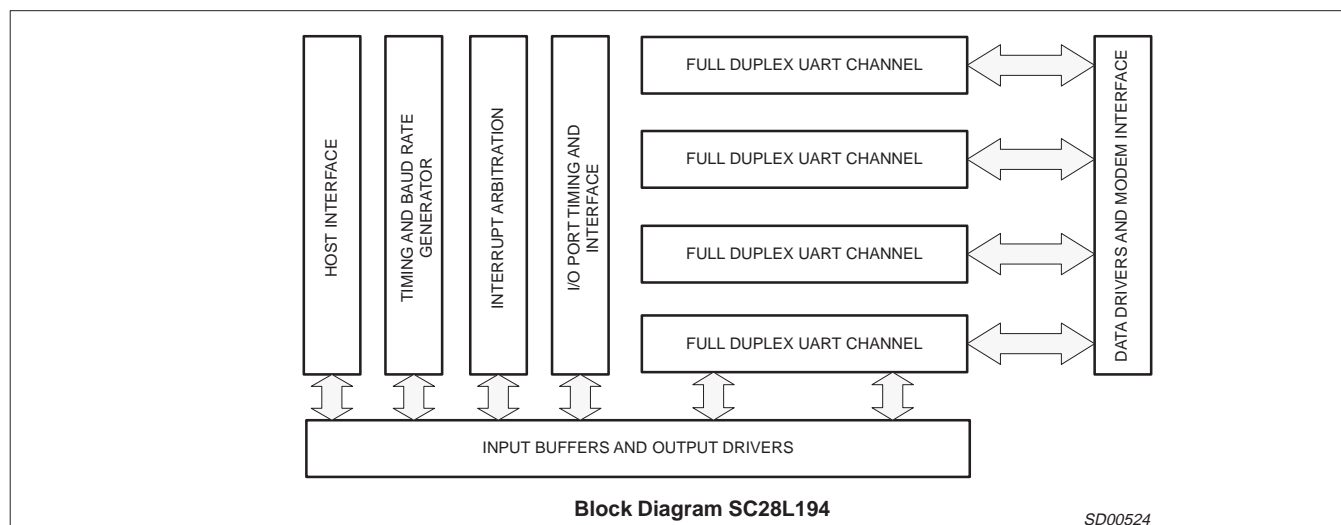 HOST INTERFACE
TIMING AND BAUD RATE
GENERATOR
INTERRUPT ARBITRATION
I/O PORT TIMING AND
INTERFACE
FULL DUPLEX UART CHANNEL
FULL DUPLEX UART CHANNEL
FULL DUPLEX UART CHANNEL
FULL DUPLEX UART CHANNEL
DATA DRIVERS AND MODEM INTERFACE
INPUT BUFFERS AND OUTPUT DRIVERS
Block Diagram SC28L194
SD00524